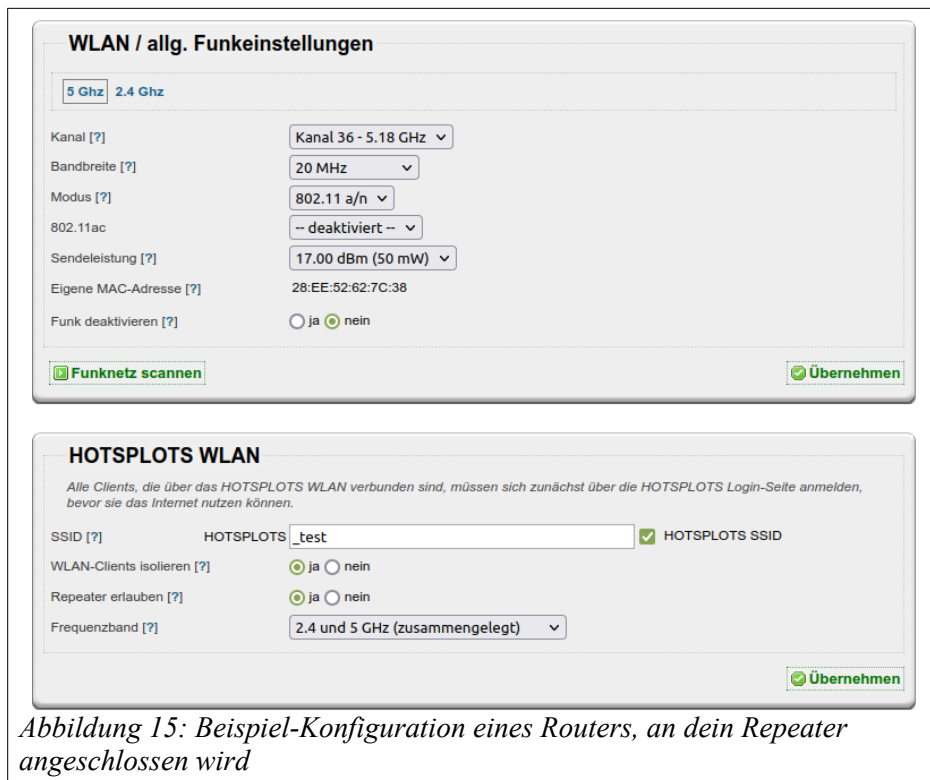 WLAN / allg. Funkeinstellungen
5 Ghz 2.4 Ghz
Kanal [?] Kanal 36 - 5.18 GHz
Bandbreite [?] 20 MHz
Modus [?] 802.11 a/n
802.11ac -- deaktiviert --
Sendeleistung [?] 17.00 dBm (50 mW)
Eigene MAC-Adresse [?] 28:EE:52:62:7C:38
Funk deaktivieren [?] ja nein
Funknetz scannen Übernehmen
HOTSPLOTS WLAN
Alle Clients, die über das HOTSPLOTS WLAN verbunden sind, müssen sich zunächst über die HOTSPLOTS Login-Seite anmelden,
bevor sie das Internet nutzen können.
SSID [?] HOTSPLOTS _test HOTSPLOTS SSID
WLAN-Clients isolieren [?] ja nein
Repeater erlauben [?] ja nein
Frequenzband [?] 2.4 und 5 GHz (zusammengelegt)
Übernehmen
Abbildung 15: Beispiel-Konfiguration eines Routers, an dein Repeater
angeschlossen wird